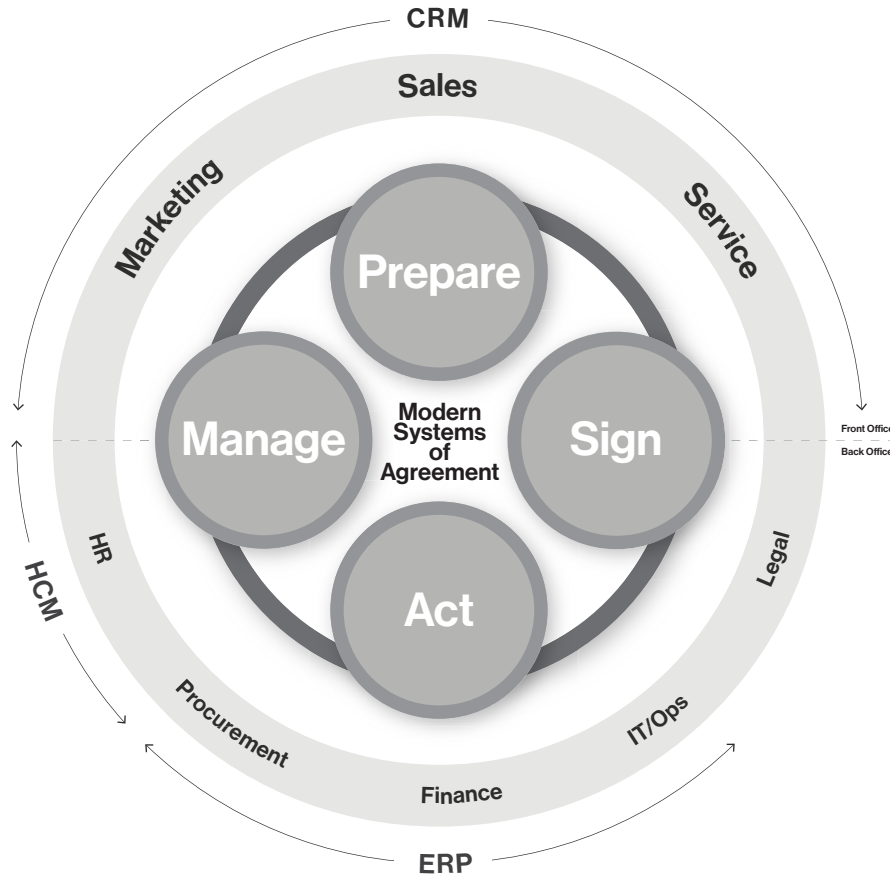 CRM
Sales
Marketing
Service
Prepare
Manage
Modern
Systems
of
Agreement
Sign
Front Office
Back Office
HR
Legal
HCM
Act
Procurement
IT/Ops
Finance
ERP